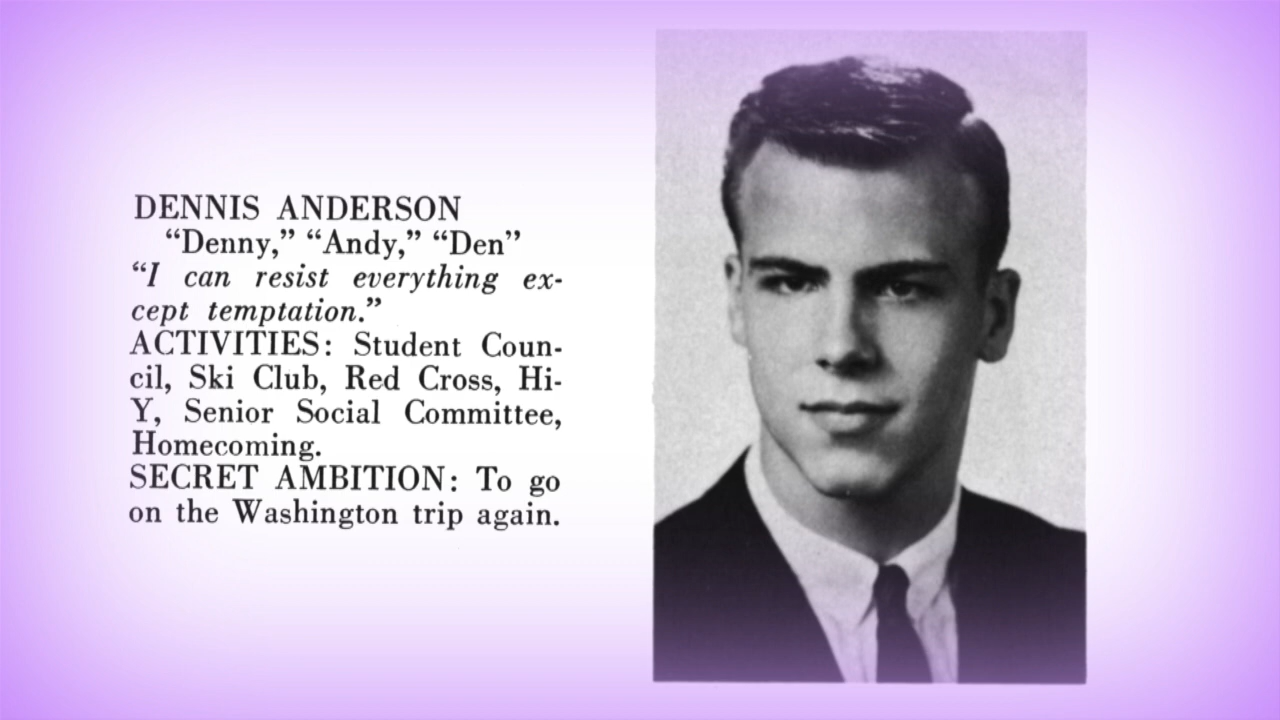 DENNIS ANDERSON
“Denny,” “Andy,” “Den”
“I can resist everything ex-
cept temptation.”
ACTIVITIES: Student Coun-
cil, Ski Club, Red Cross, Hi-
Y, Senior Social Committee,
Homecoming.
SECRET AMBITION: To go
on the Washington trip again.